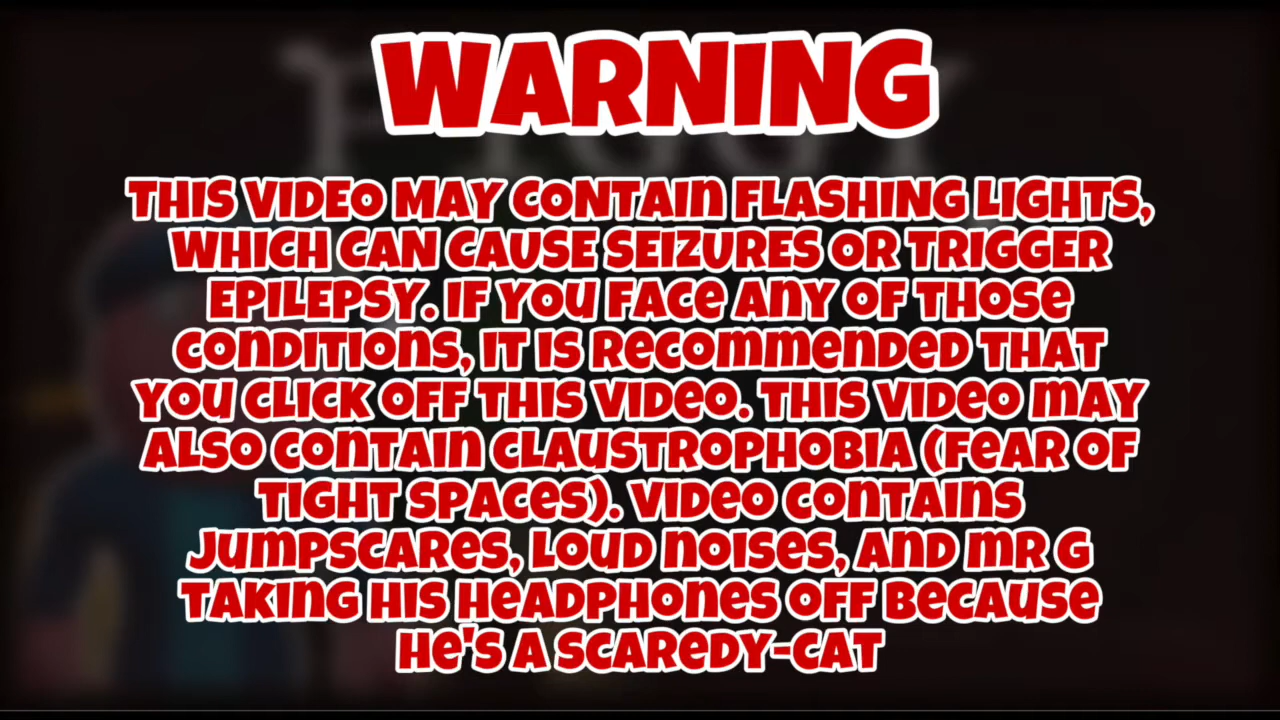 WARNING
THIS VIDEO MAY CONTAIN FLASHING LIGHTS,
WHICH CAN CAUSE SEIZURES OR TRIGGER
EPILEPSY. IF YOU FACE ANY OF THOSE
CONDITIONS, IT IS RECOMMENDED THAT
YOU CLICK OFF THIS VIDEO. THIS VIDEO MAY
ALSO CONTAIN CLAUSTROPHOBIA (FEAR OF
TIGHT SPACES). VIDEO CONTAINS
JUMPSCARES, LOUD NOISES, AND MR G
TAKING HIS HEADPHONES OFF BECAUSE
HE'S A SCAREDY-CAT